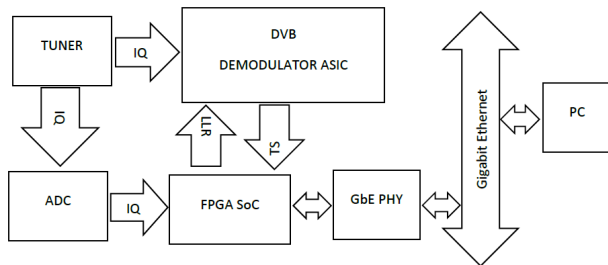 TUNER
IQ
DVB
DEMODULATOR ASIC
IQ
LLR
TS
Gigabit Ethernet
PC
ADC
IQ
FPGA SoC
GbE PHY